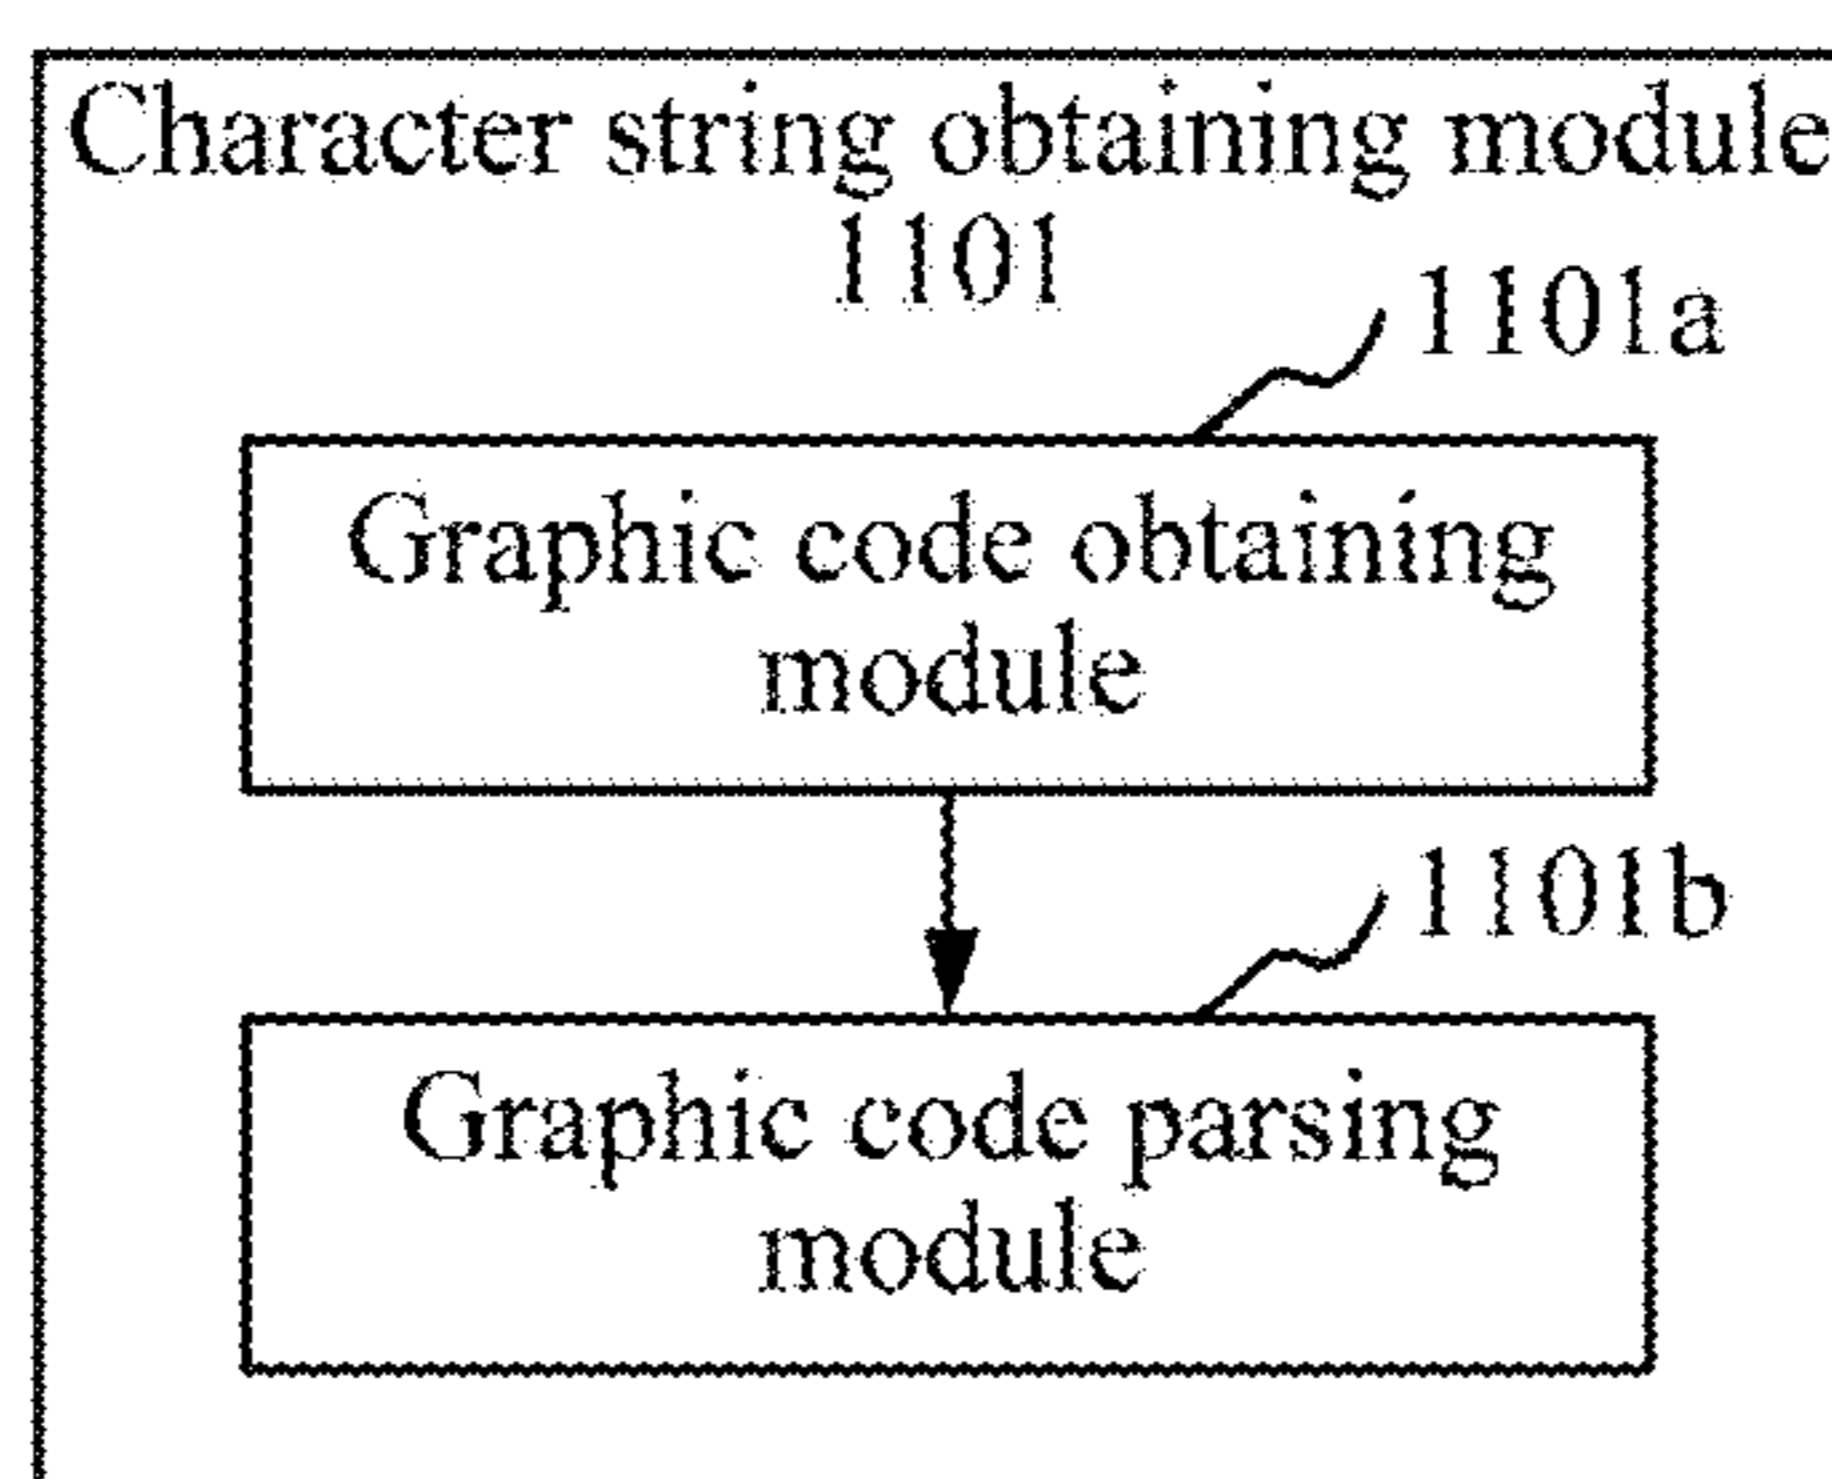 Character string obtaining module
1101
1101a
Graphic code obtaining
module
1101b
Graphic code parsing
module